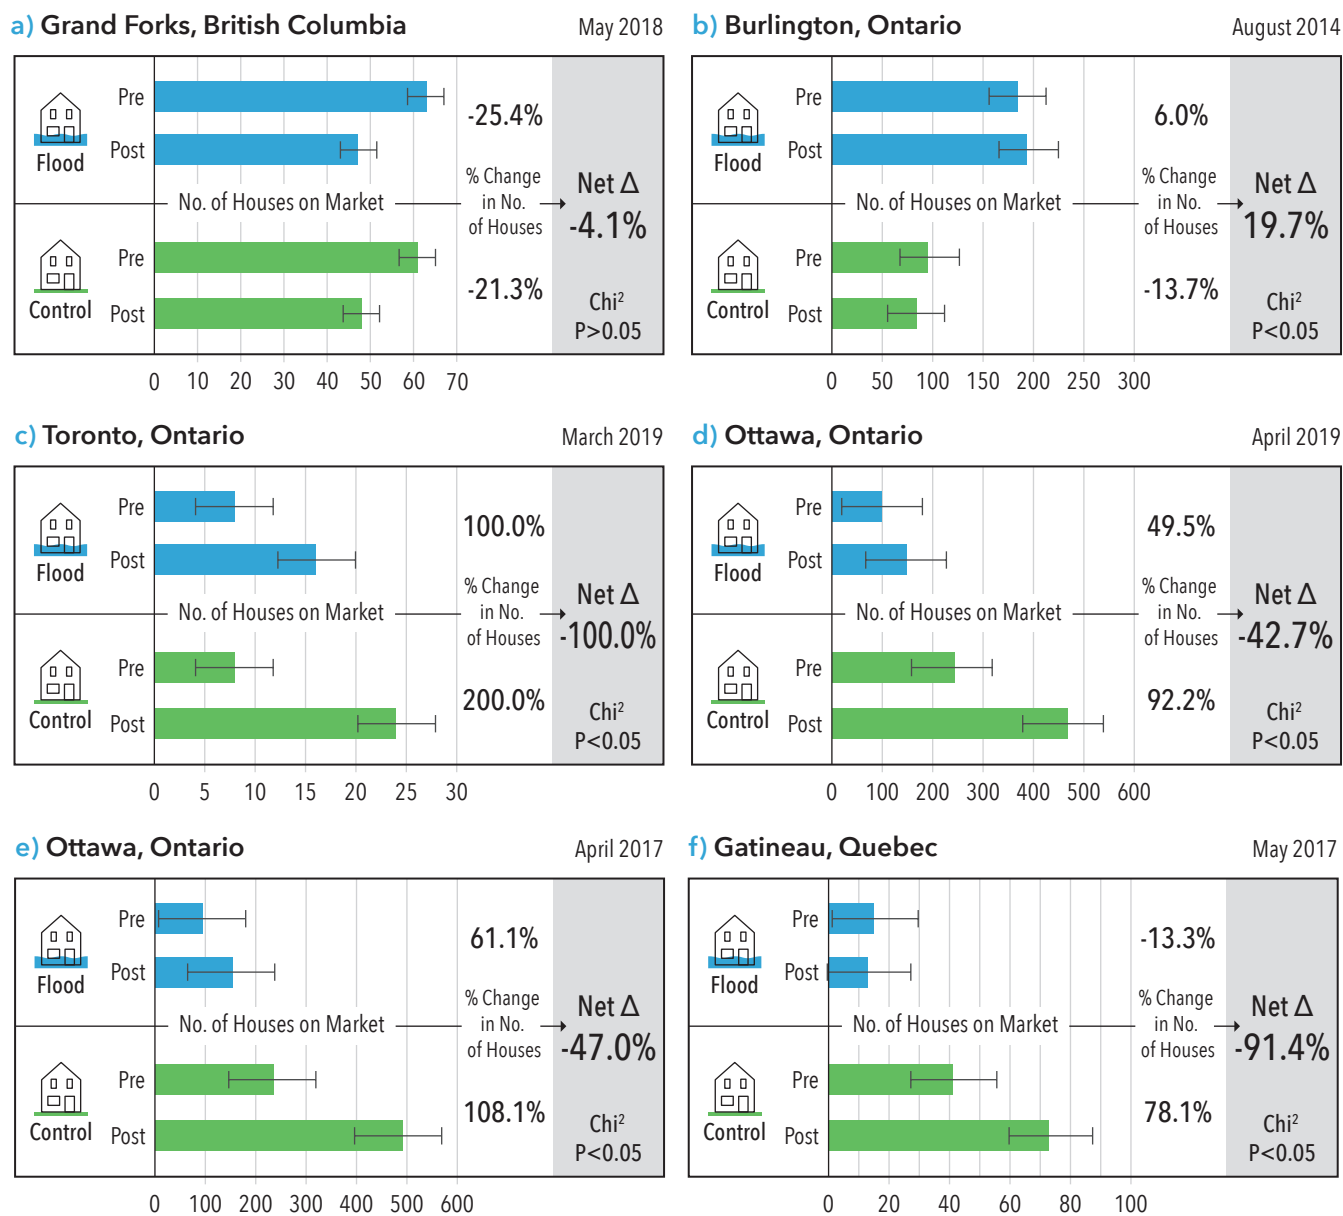 a) Grand Forks, British Columbia May 2018
Pre
-25.4%
Post
Flood
% Change
in No.
of Houses
No. of Houses on Market
Net Δ
-4.1%
Pre
-21.3%
Control
Post
Chi²
P>0.05
0 10 20 30 40 50 60 70
b) Burlington, Ontario August 2014
Pre
6.0%
Post
Flood
% Change
in No.
of Houses
No. of Houses on Market
Net Δ
19.7%
Pre
-13.7%
Control
Post
Chi²
P<0.05
0 50 100 150 200 250 300
c) Toronto, Ontario March 2019
Pre
100.0%
Post
Flood
% Change
in No.
of Houses
No. of Houses on Market
Net Δ
-100.0%
Pre
200.0%
Control
Post
Chi²
P<0.05
0 5 10 15 20 25 30
d) Ottawa, Ontario April 2019
Pre
49.5%
Post
Flood
% Change
in No.
of Houses
No. of Houses on Market
Net Δ
-42.7%
Pre
92.2%
Control
Post
Chi²
P<0.05
0 100 200 300 400 500 600
e) Ottawa, Ontario April 2017
Pre
61.1%
Post
Flood
% Change
in No.
of Houses
No. of Houses on Market
Net Δ
-47.0%
Pre
108.1%
Control
Post
Chi²
P<0.05
0 100 200 300 400 500 600
f) Gatineau, Quebec May 2017
Pre
-13.3%
Post
Flood
% Change
in No.
of Houses
No. of Houses on Market
Net Δ
-91.4%
Pre
78.1%
Control
Post
Chi²
P<0.05
0 20 40 60 80 100